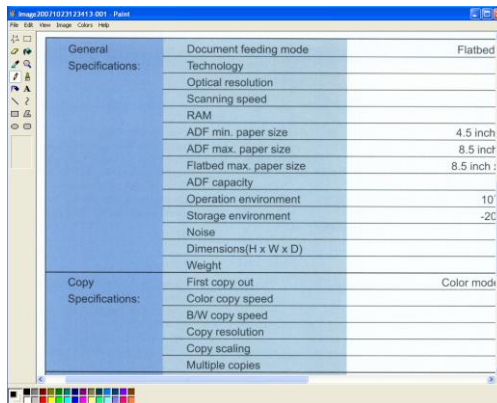 Image20071023123413-001 - Paint
File Edit View Image Colors Help
General Document feeding mode Flatbed
Specifications: Technology
Optical resolution
Scanning speed
RAM
ADF min. paper size 4.5 inch
ADF max. paper size 8.5 inch
Flatbed max. paper size 8.5 inch
ADF capacity
Operation environment 10
Storage environment -20
Noise
Dimensions(H x W x D)
Weight
Copy First copy out Color mode
Specifications: Color copy speed
B/W copy speed
Copy resolution
Copy scaling
Multiple copies